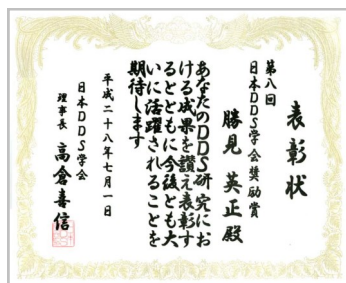 表彰状
第八回
日本DDS学会奨励賞
勝見英正殿
あなたのDDS研究にお
ける成果を讃え表彰す
るとともに今後とも大
いに活躍されることを
期待します
平成二十八年七月一日
日本DDS学会
理事長 高倉喜信